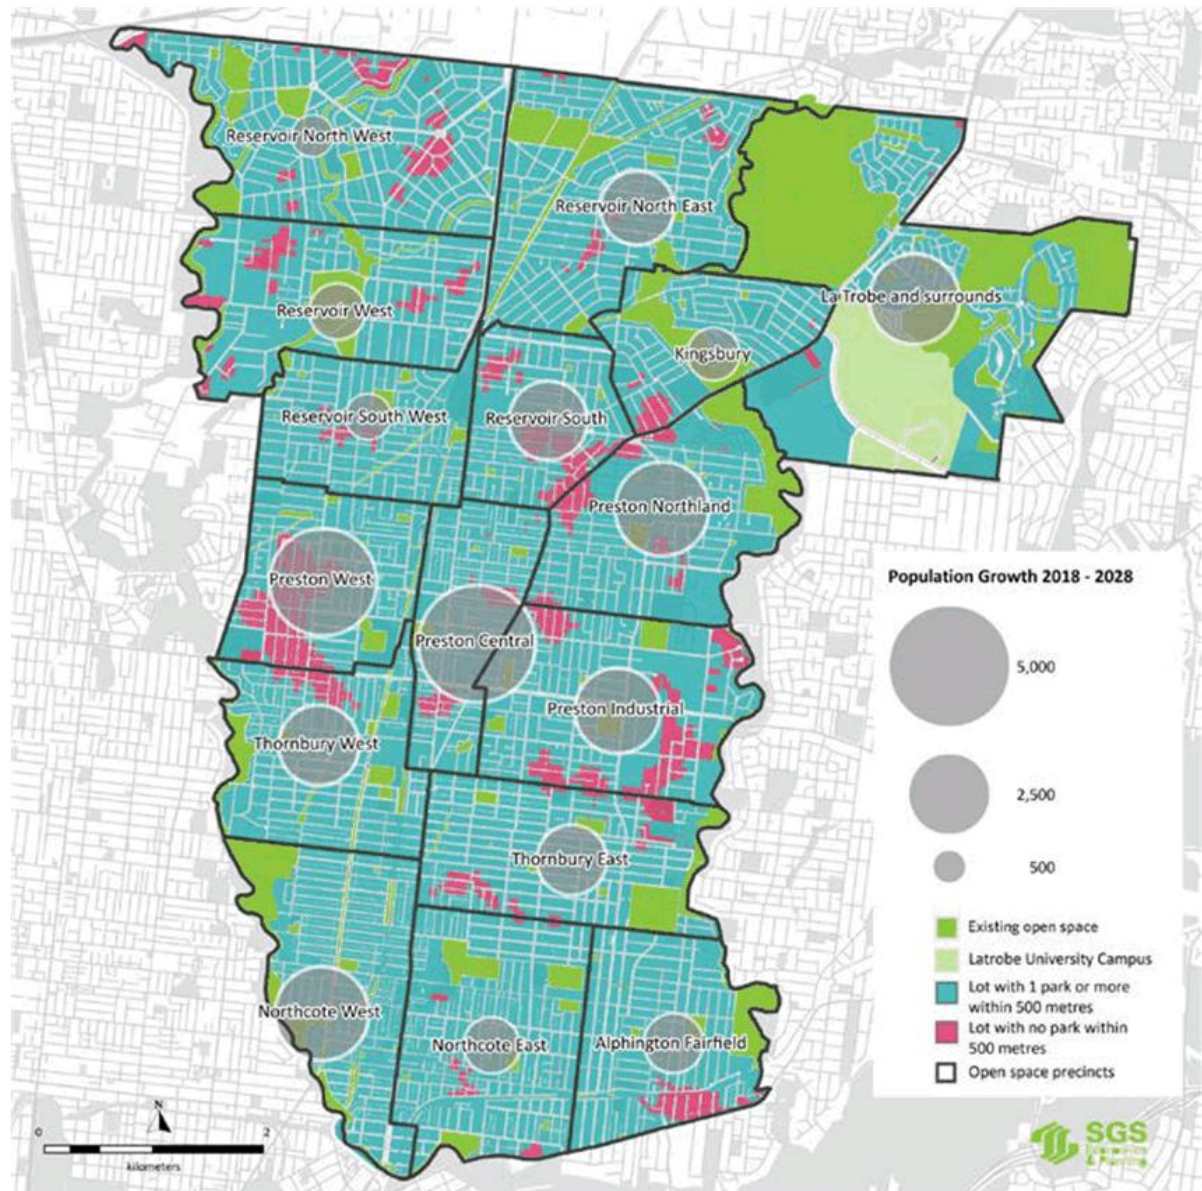 Reservoir North West
Reservoir North East
La Trobe and surrounds
Reservoir West
Kingsbury
Reservoir South West
Reservoir South
Preston Northland
Preston West
Preston Central
Preston Industrial
Thornbury West
Thornbury East
Northcote West
Northcote East
Alphington Fairfield
Population Growth 2018 - 2028
5,000
2,500
500
Existing open space
Latrobe University Campus
Lot with 1 park or more
within 500 metres
Lot with no park within
500 metres
Open space precincts
N
0 2
kilometers
SGS
& Planning